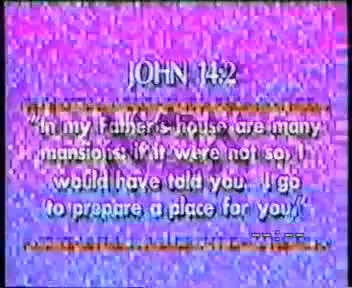 JOHN 14:2
"In my Father's house are many
mansions; if it were not so, I
would have told you. I go
to prepare a place for you."
--:--